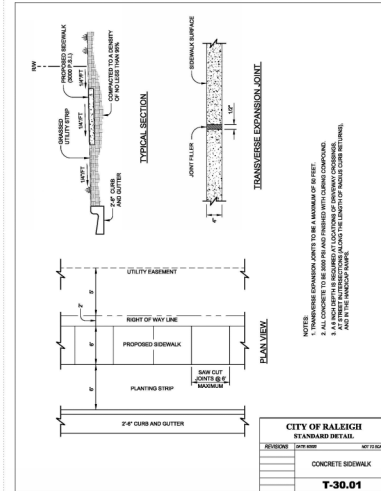 R/W
PROPOSED SIDEWALK
(3000 P.S.I.)
GRASSED
UTILITY STRIP
1/4"/FT
1/4"/FT
1/4"/FT
COMPACTED TO A DENSITY
OF NO LESS THAN 95%
2'-6" CURB
AND GUTTER
TYPICAL SECTION
SIDEWALK SURFACE
JOINT FILLER
1/2"
TRANSVERSE EXPANSION JOINT
UTILITY EASEMENT
5'
2'
RIGHT OF WAY LINE
6'
PROPOSED SIDEWALK
SAW CUT
JOINTS @ 6'
MAXIMUM
6'
PLANTING STRIP
2'-6" CURB AND GUTTER
PLAN VIEW
NOTES:
1. TRANSVERSE EXPANSION JOINTS TO BE A MAXIMUM OF 50 FEET.
2. ALL CONCRETE TO BE 3000 PSI AND FINISHED WITH CURING COMPOUND.
3. A 6 INCH DEPTH IS REQUIRED AT LOCATIONS OF DRIVEWAY CROSSINGS,
AT STREET INTERSECTIONS (ALONG THE LENGTH OF RADIUS CURB RETURNS),
AND IN THE HANDICAP RAMPS.
CITY OF RALEIGH
STANDARD DETAIL
REVISIONS
NOT TO SCALE
CONCRETE SIDEWALK
T-30.01